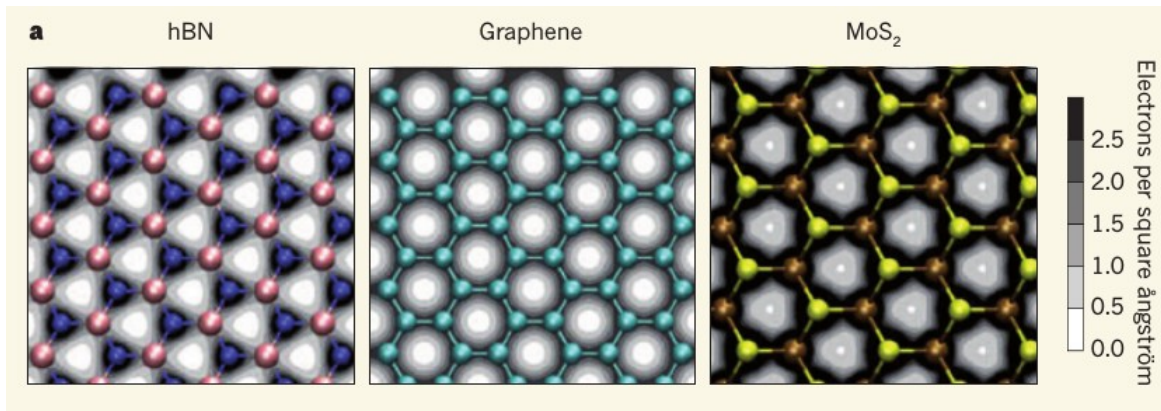 a
hBN
Graphene
MoS₂
2.5
2.0
1.5
1.0
0.5
0.0
Electrons per square ångström